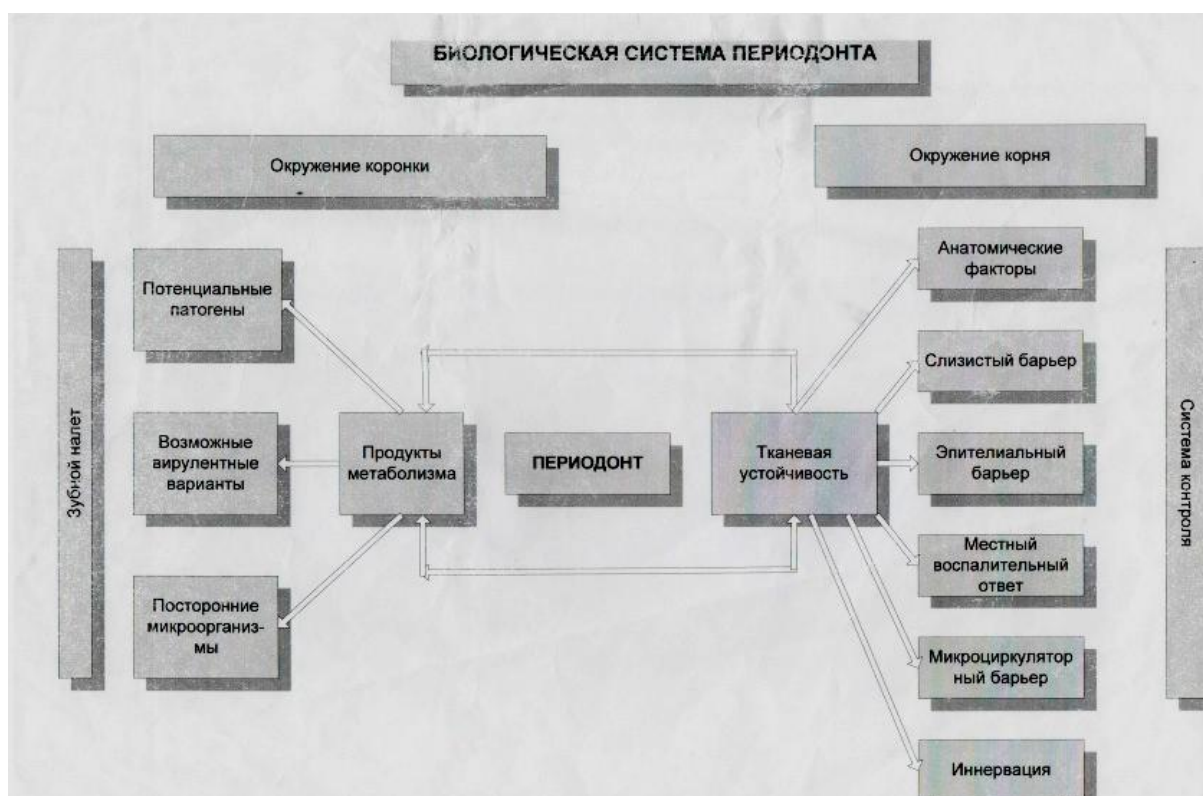 БИОЛОГИЧЕСКАЯ СИСТЕМА ПЕРИОДОНТА
Окружение коронки
Окружение корня
Зубной налет
Потенциальные
патогены
Возможные
вирулентные
варианты
Посторонние
микроорганиз-
мы
Продукты
метаболизма
ПЕРИОДОНТ
Тканевая
устойчивость
Анатомические
факторы
Слизистый барьер
Эпителиальный
барьер
Местный
воспалительный
ответ
Микроциркулятор
ный барьер
Иннервация
Система контроля